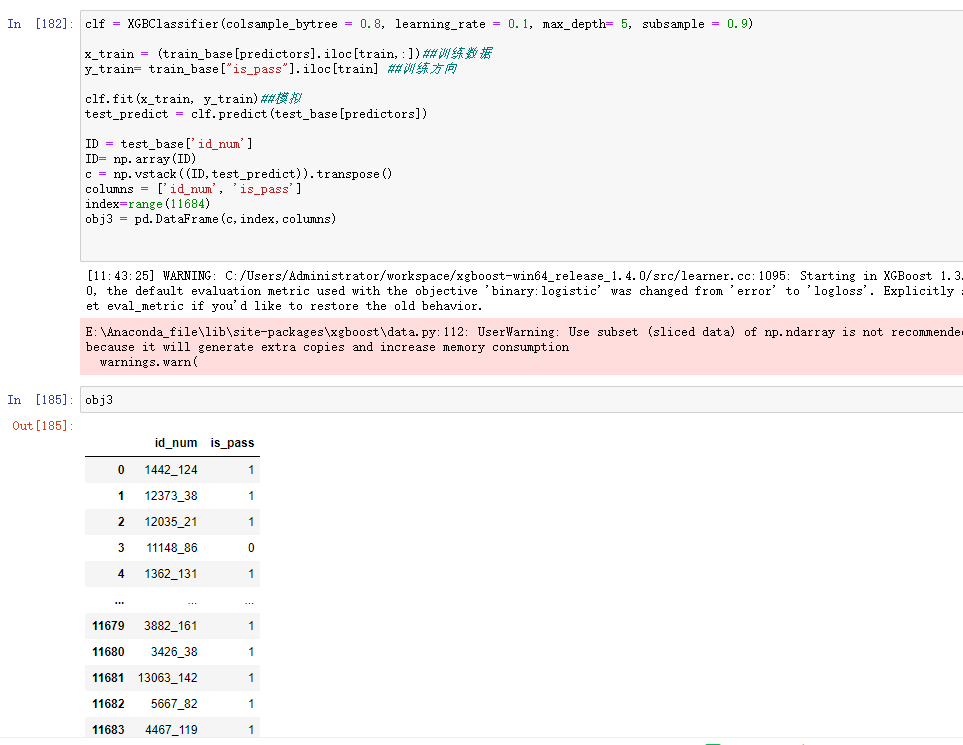 In [182]: clf = XGBClassifier(colsample_bytree = 0.8, learning_rate = 0.1, max_depth= 5, subsample = 0.9)
x_train = (train_base[predictors].iloc[train,:])##训练数据
y_train= train_base["is_pass"].iloc[train] ##训练方向
clf.fit(x_train, y_train)##模拟
test_predict = clf.predict(test_base[predictors])
ID = test_base['id_num']
ID= np.array(ID)
c = np.vstack((ID,test_predict)).transpose()
columns = ['id_num', 'is_pass']
index=range(11684)
obj3 = pd.DataFrame(c,index,columns)
[11:43:25] WARNING: C:/Users/Administrator/workspace/xgboost-win64_release_1.4.0/src/learner.cc:1095: Starting in XGBoost 1.3.
0, the default evaluation metric used with the objective 'binary:logistic' was changed from 'error' to 'logloss'. Explicitly
et eval_metric if you'd like to restore the old behavior.
E:\Anaconda_file\lib\site-packages\xgboost\data.py:112: UserWarning: Use subset (sliced data) of np.ndarray is not recommended
because it will generate extra copies and increase memory consumption
warnings.warn(
In [185]: obj3
Out[185]:
id_num is_pass
0 1442_124 1
1 12373_38 1
2 12035_21 1
3 11148_86 0
4 1362_131 1
... ... ...
11679 3882_161 1
11680 3426_38 1
11681 13063_142 1
11682 5667_82 1
11683 4467_119 1